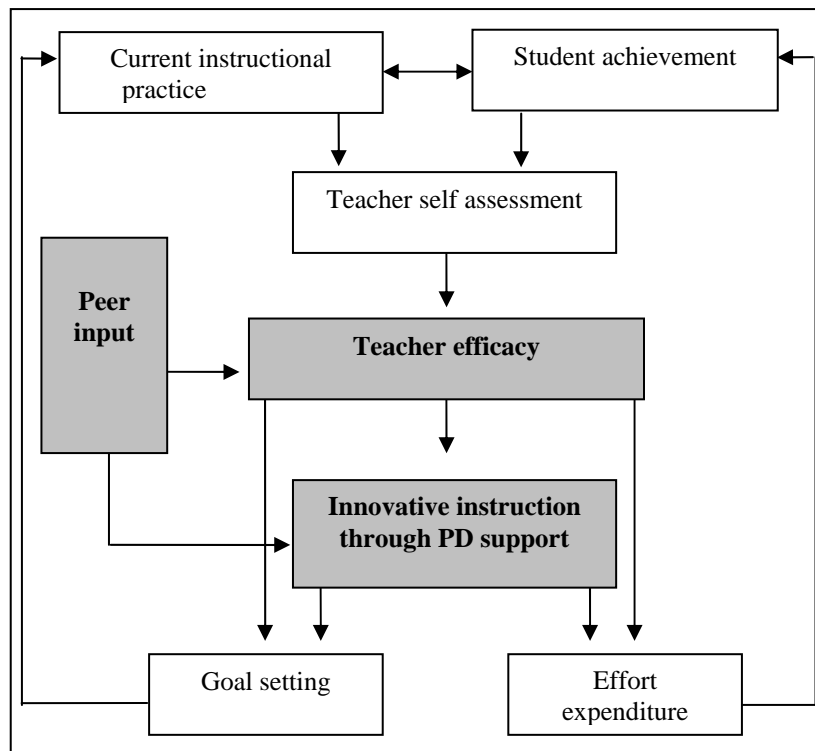 Current instructional
practice
Student achievement
Teacher self assessment
Peer
input
Teacher efficacy
Innovative instruction
through PD support
Goal setting
Effort
expenditure